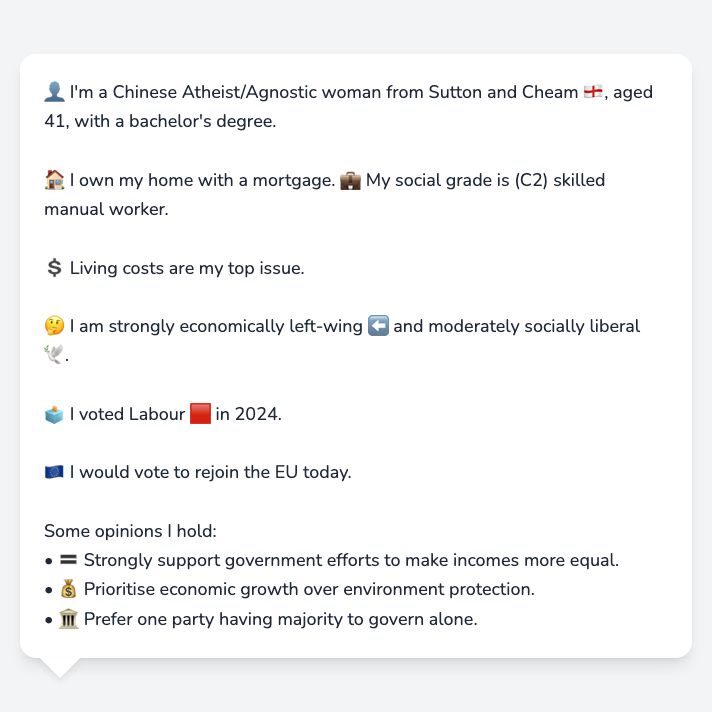 👤 I'm a Chinese Atheist/Agnostic woman from Sutton and Cheam 🏴󠁧󠁢󠁥󠁮󠁧󠁿, aged
41, with a bachelor's degree.
🏠 I own my home with a mortgage. 💼 My social grade is (C2) skilled
manual worker.
💲 Living costs are my top issue.
🤔 I am strongly economically left-wing ⬅️ and moderately socially liberal
🕊️.
🗳️ I voted Labour 🟥 in 2024.
🇪🇺 I would vote to rejoin the EU today.
Some opinions I hold:
• 🟰 Strongly support government efforts to make incomes more equal.
• 💰 Prioritise economic growth over environment protection.
• 🏛️ Prefer one party having majority to govern alone.